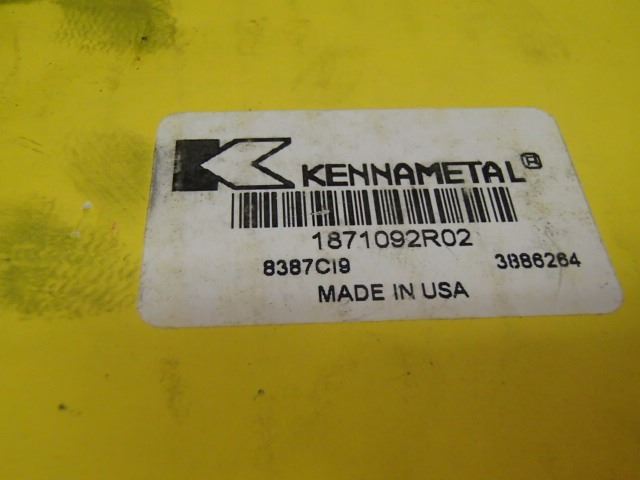 KENNAMETAL®
1871092R02
8387CI9 3886264
MADE IN USA